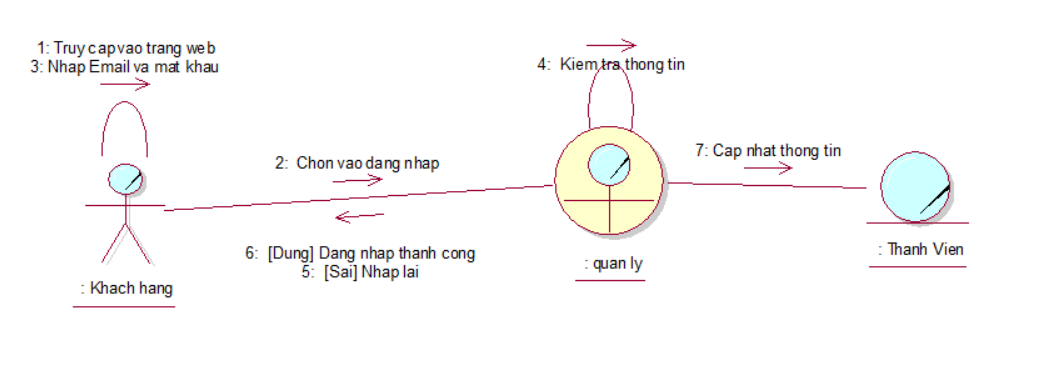 1: Truy cap vao trang web
3: Nhap Email va mat khau
4: Kiem tra thong tin
2: Chon vao dang nhap
7: Cap nhat thong tin
6: [Dung] Dang nhap thanh cong
5: [Sai] Nhap lai
: Khach hang
: quan ly
: Thanh Vien